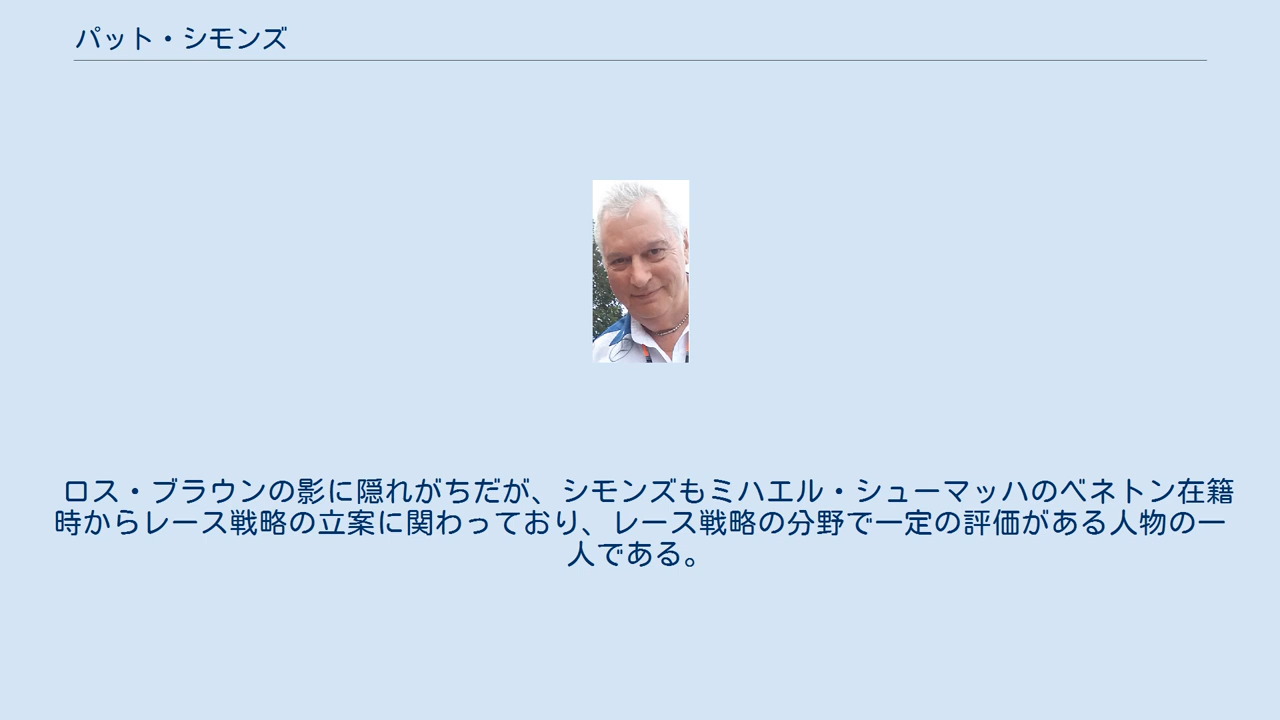 パット・シモンズ
ロス・ブラウンの影に隠れがちだが、シモンズもミハエル・シューマッハのベネトン在籍
時からレース戦略の立案に関わっており、レース戦略の分野で一定の評価がある人物の一
人である。